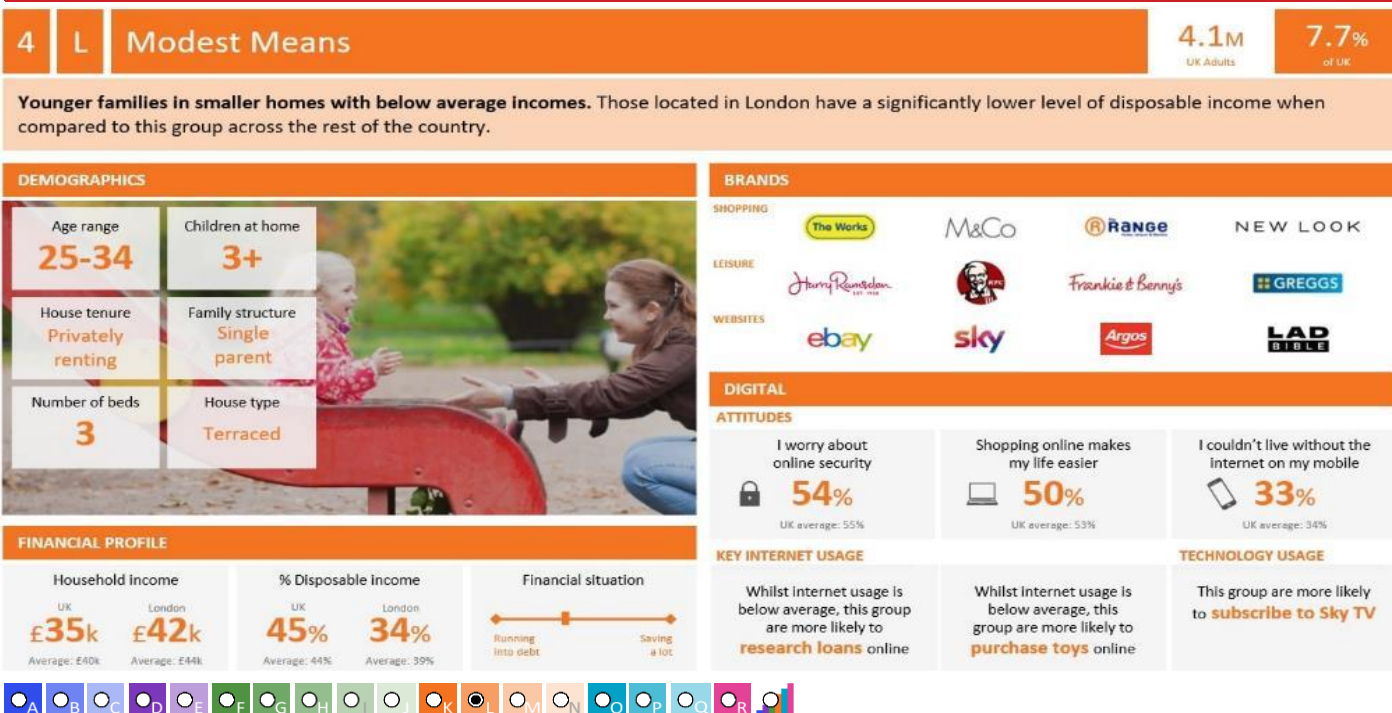 4 L Modest Means
4.1M
UK Adults
7.7%
of UK
Younger families in smaller homes with below average incomes. Those located in London have a significantly lower level of disposable income when
compared to this group across the rest of the country.
DEMOGRAPHICS
Age range
25-34
Children at home
3+
House tenure
Privately
renting
Family structure
Single
parent
Number of beds
3
House type
Terraced
FINANCIAL PROFILE
Household income
UK London
£35k £42k
Average: £40k Average: £44k
% Disposable income
UK London
45% 34%
Average: 44% Average: 39%
Financial situation
Running
into debt
Saving
a lot
BRANDS
SHOPPING
The Works M&Co The RANGE NEW LOOK
LEISURE
Harry Ramsden EST. 1928 KFC Frankie & Benny's GREGGS
WEBSITES
ebay sky Argos LAD
BIBLE
DIGITAL
ATTITUDES
I worry about
online security
54%
UK average: 55%
Shopping online makes
my life easier
50%
UK average: 53%
I couldn't live without the
internet on my mobile
33%
UK average: 34%
KEY INTERNET USAGE
Whilst internet usage is
below average, this group
are more likely to
research loans online
Whilst internet usage is
below average, this
group are more likely to
purchase toys online
TECHNOLOGY USAGE
This group are more likely
to subscribe to Sky TV
A B C D E F G H I J K L M N O P Q R